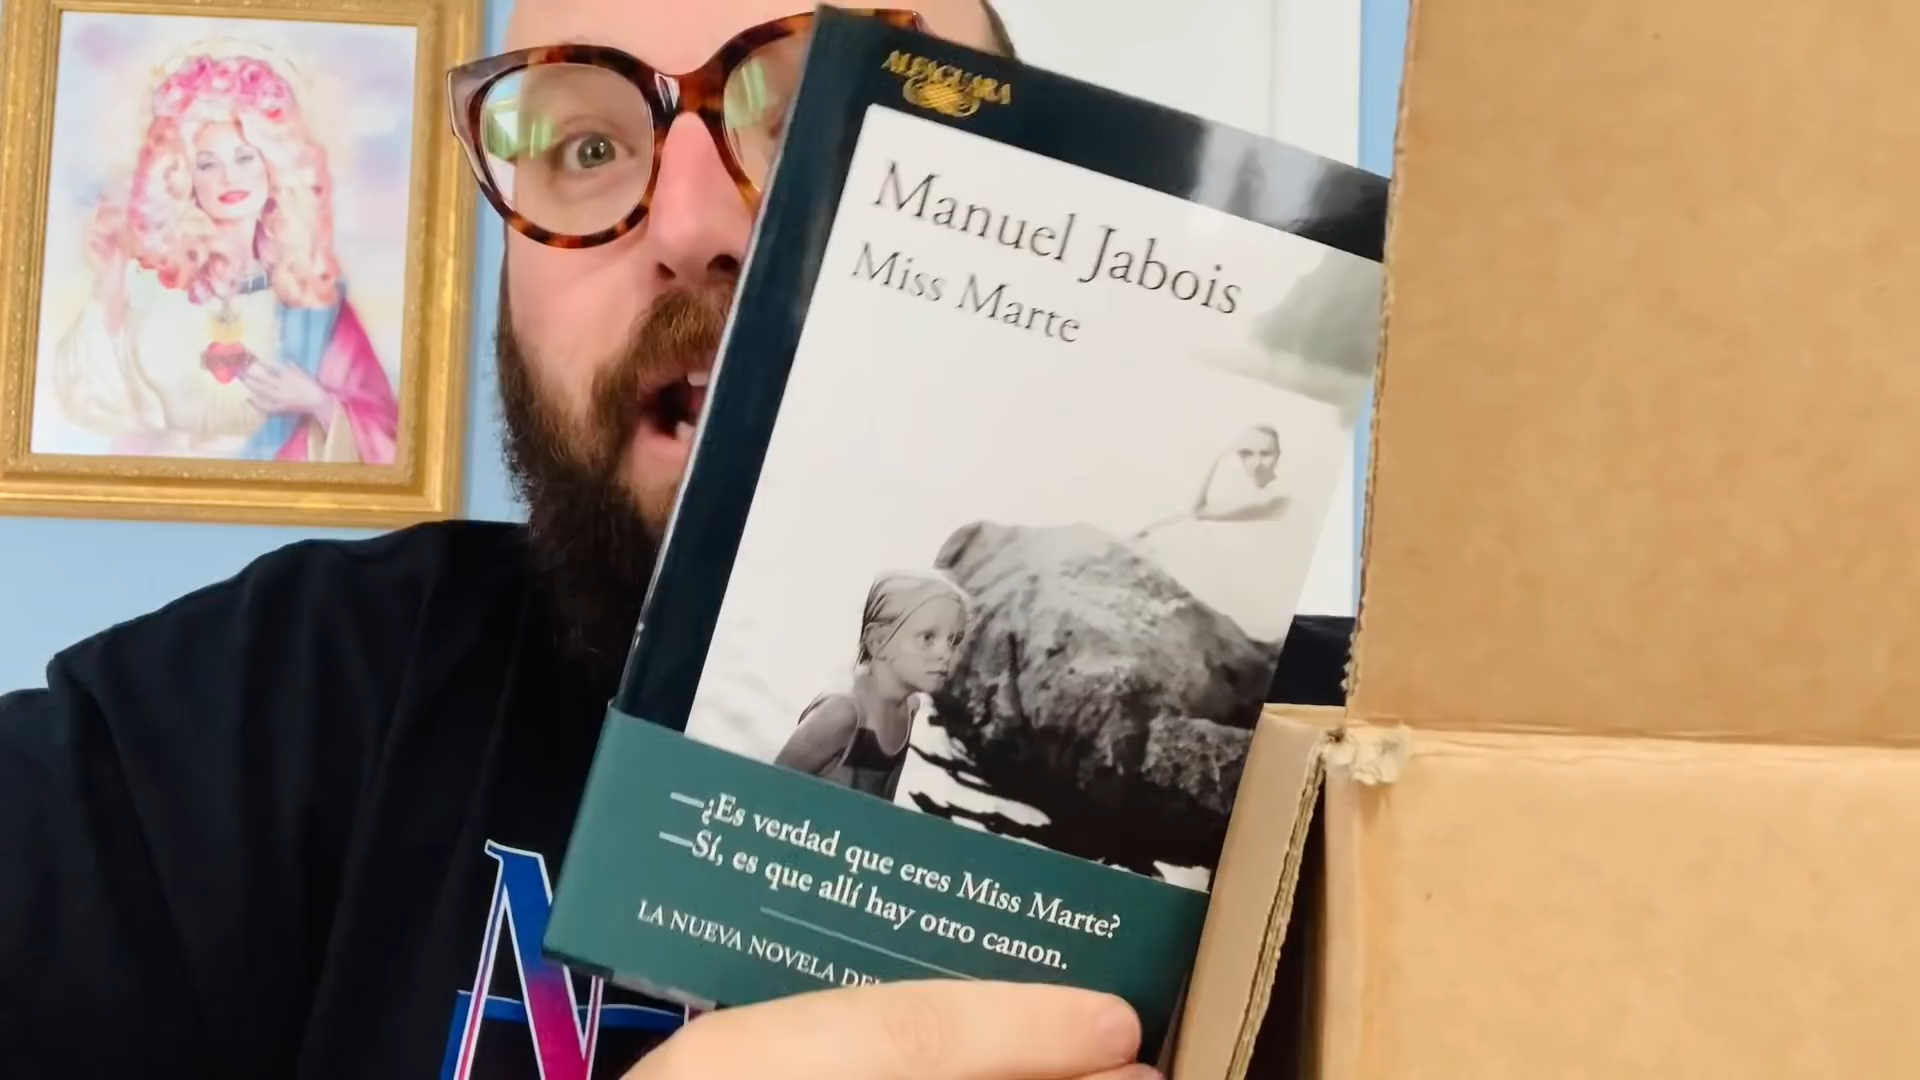 ALFAGUARA
Manuel Jabois
Miss Marte
—¿Es verdad que eres Miss Marte?
—Sí, es que allí hay otro canon.
LA NUEVA NOVELA DEL
N